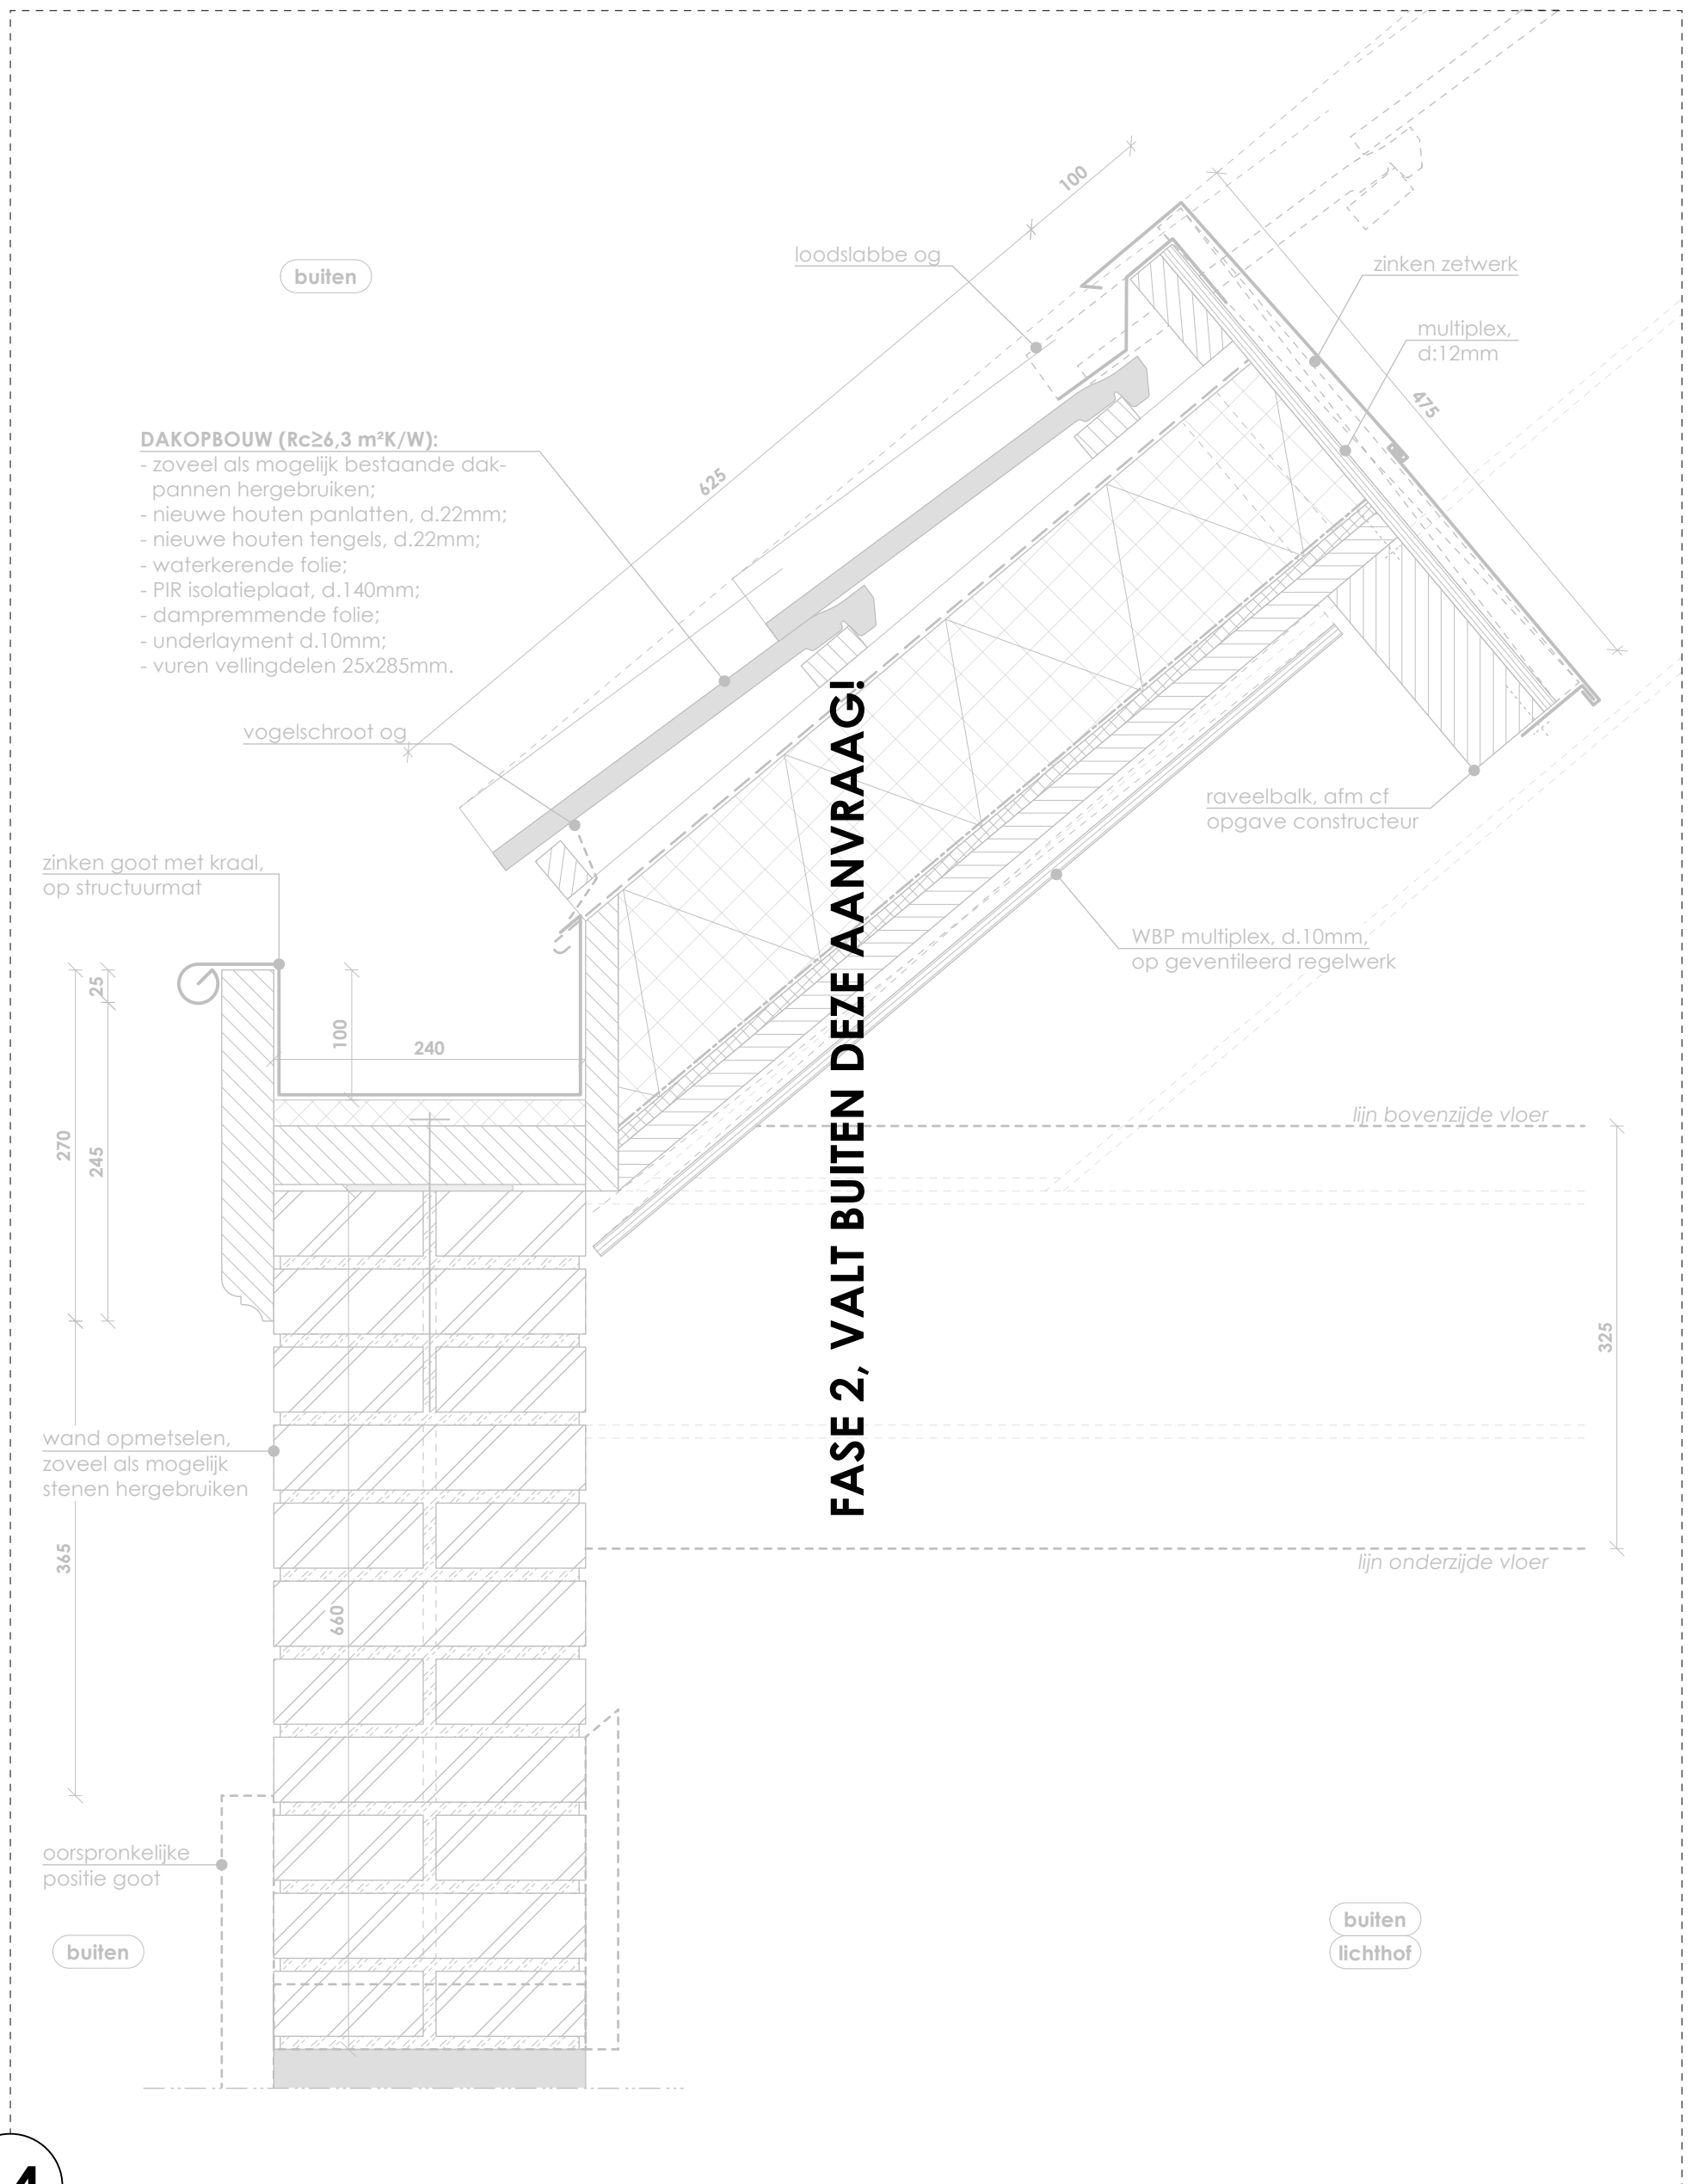 100
loodslabbe og
zinken zetwerk
buiten
multiplex,
d:12mm
475
DAKOPBOUW (Rc≥6,3 m²K/W):
- zoveel als mogelijk bestaande dak-
pannen hergebruiken;
- nieuwe houten panlatten, d.22mm;
- nieuwe houten tengels, d.22mm;
- waterkerende folie;
- PIR isolatieplaat, d.140mm;
- dampremmende folie;
- underlayment d.10mm;
- vuren vellingdelen 25x285mm.
625
vogelschroot og
raveelbalk, afm cf
opgave constructeur
zinken goot met kraal,
op structuurmat
WBP multiplex, d.10mm,
op geventileerd regelwerk
25
100
240
270
245
FASE 2, VALT BUITEN DEZE AANVRAAG!
lijn bovenzijde vloer
325
wand opmetselen,
zoveel als mogelijk
stenen hergebruiken
365
lijn onderzijde vloer
660
oorspronkelijke
positie goot
buiten
buiten
lichthof
4